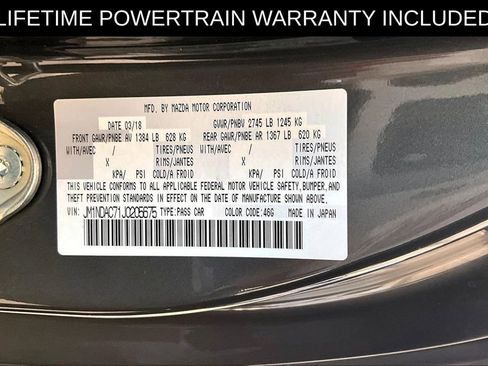 LIFETIME POWERTRAIN WARRANTY INCLUDED
MFD. BY MAZDA MOTOR CORPORATION
DATE 03/18 GVWR/PNBV 2745 LB 1245 KG
FRONT GAWR/PNBE AV 1384 LB 628 KG REAR GAWR/PNBE AR 1367 LB 620 KG
WITH/AVEC / TIRES/PNEUS WITH/AVEC / TIRES/PNEUS
X RIMS/JANTES X RIMS/JANTES
KPA/ PSI COLD/A FROID KPA/ PSI COLD/A FROID
THIS VEHICLE CONFORMS TO ALL APPLICABLE FEDERAL MOTOR VEHICLE SAFETY, BUMPER, AND
THEFT PREVENTION STANDARDS IN EFFECT ON THE DATE OF MANUFACTURE SHOWN ABOVE.
VIN: JM1NDAC71J0205575 TYPE:PASS CAR COLOR CODE:46G MADE IN JAPAN